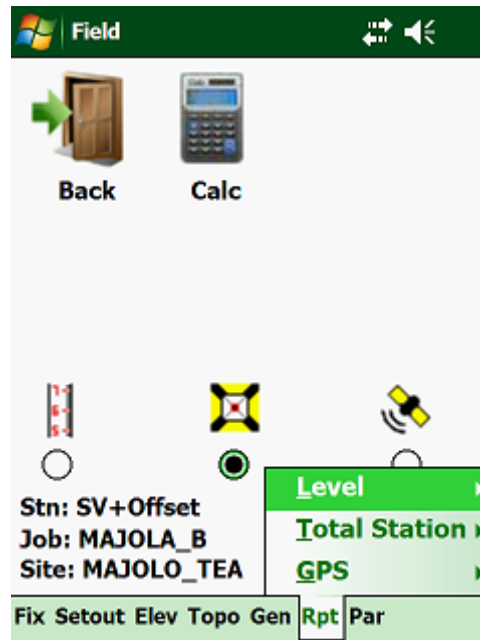 Field
Back Calc
Stn: SV+Offset
Job: MAJOLA_B
Site: MAJOLO_TEA
Level
Total Station
GPS
Fix Setout Elev Topo Gen Rpt Par